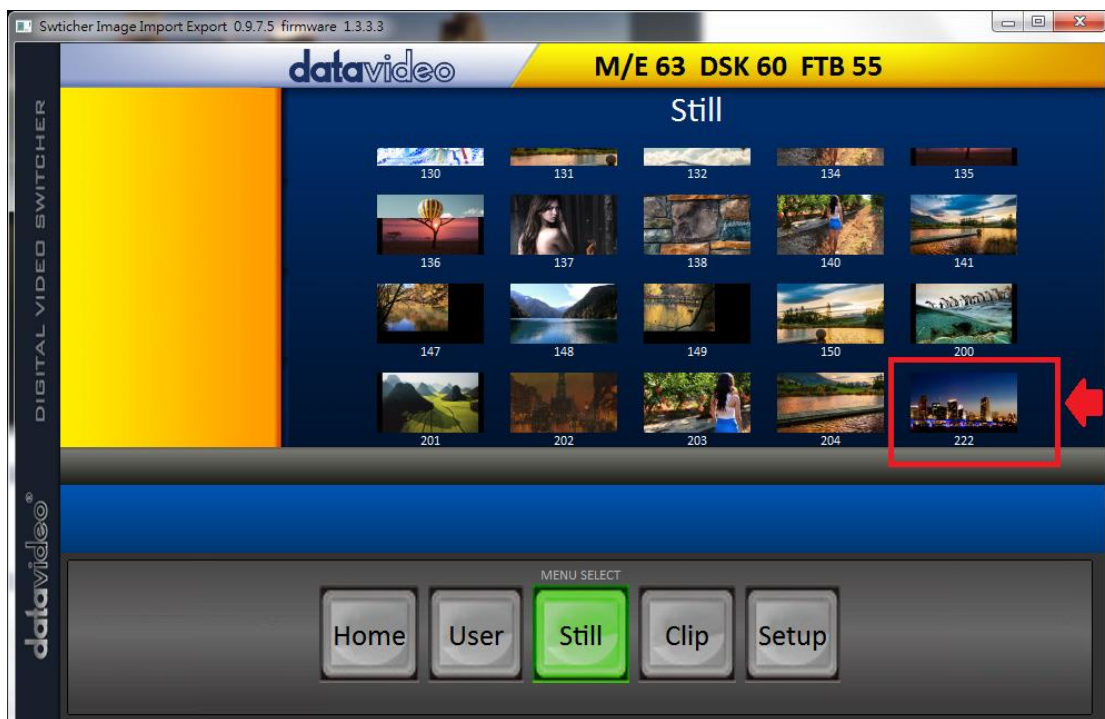 Swticher Image Import Export 0.9.7.5 firmware 1.3.3.3
datavideo
M/E 63 DSK 60 FTB 55
Still
130 131 132 134 135
136 137 138 140 141
147 148 149 150 200
201 202 203 204 222
DIGITAL VIDEO SWITCHER
datavideo®
MENU SELECT
Home User Still Clip Setup